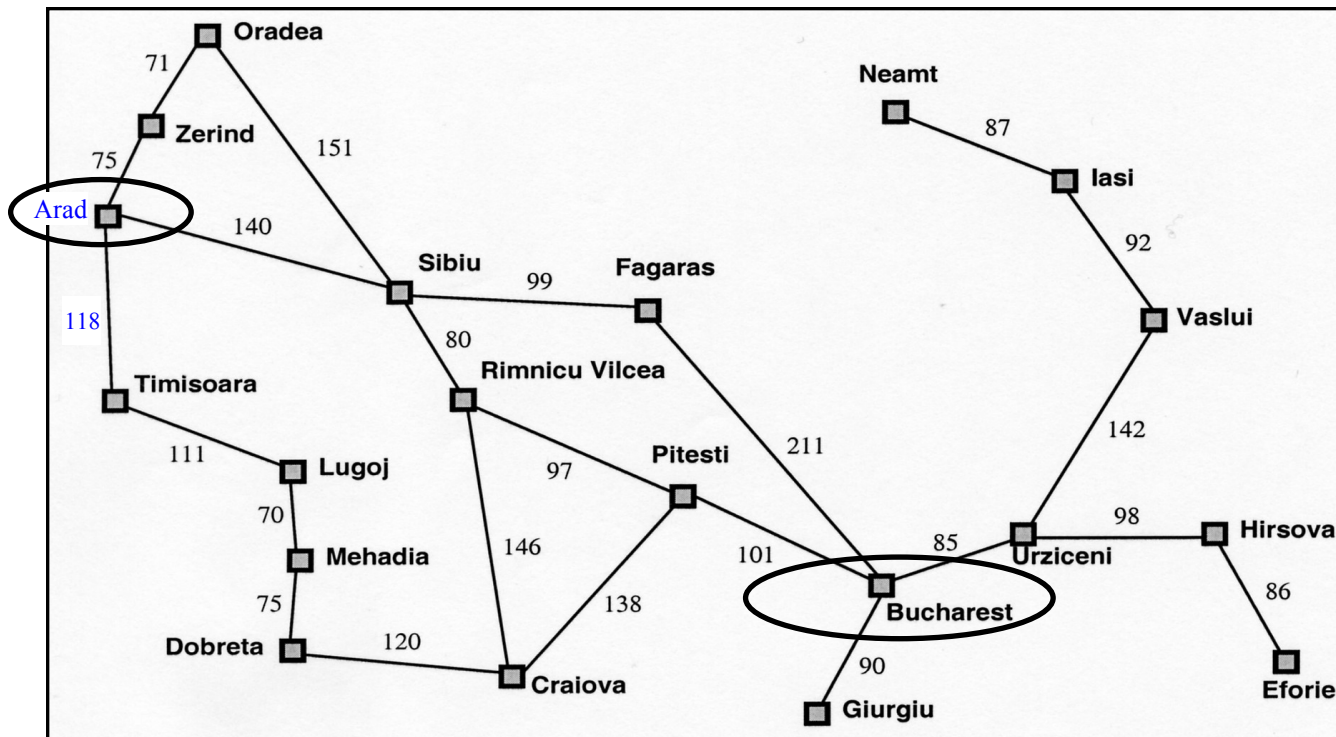 Oradea
71
Neamt
Zerind
87
75
151
Iasi
Arad
140
92
Sibiu
Fagaras
99
118
Vaslui
80
Timisoara
Rimnicu Vilcea
142
111
Lugoj
97
Pitesti
211
70
98
Hirsova
Mehadia
146
101
85
Urziceni
75
138
86
Bucharest
Dobreta
120
90
Craiova
Eforie
Giurgiu